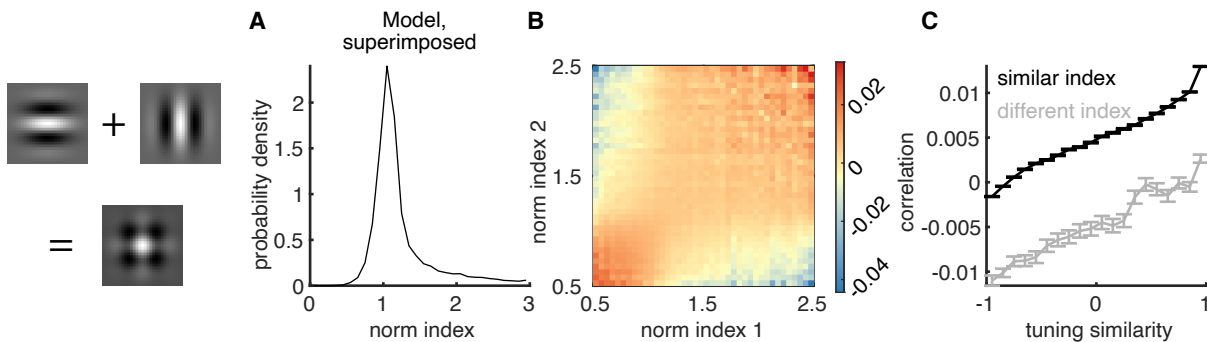 +
=
A
Model,
superimposed
probability density
2
1.5
1
0.5
0
0
1
2
3
norm index
B
norm index 2
2.5
1.5
0.5
0.5
1.5
2.5
norm index 1
0.02
0
-0.02
-0.04
C
similar index
different index
correlation
0.01
0.005
0
-0.005
-0.01
-1
0
1
tuning similarity